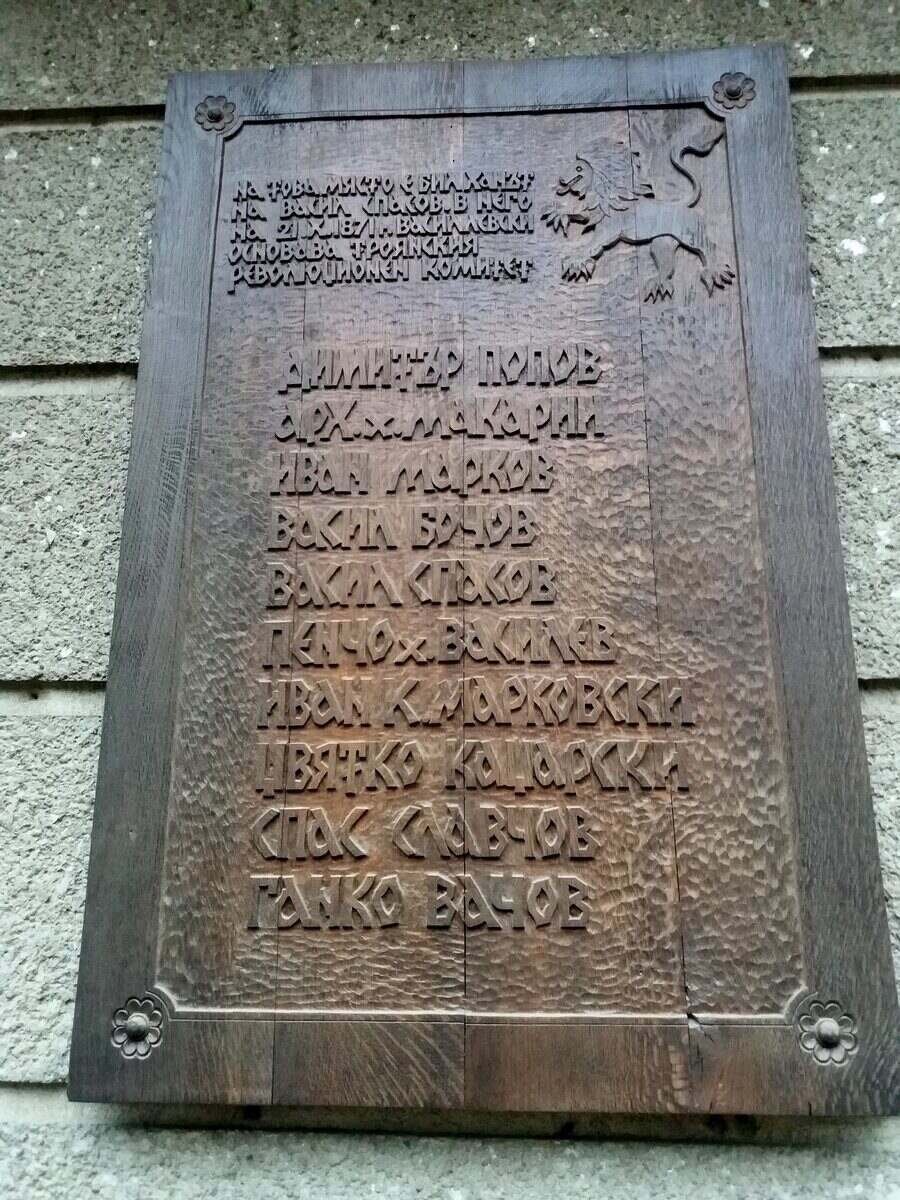 НА ТОВА МЯСТО Е БИЛ ХАНЪТ
НА ВАСИЛ СПАСОВ. В НЕГО
НА 21.IX.1871 г. ВАСИЛ ЛЕВСКИ
ОСНОВАВА ТРОЯНСКИЯ
РЕВОЛЮЦИОНЕН КОМИТЕТ
ДИМИТЪР ПОПОВ
АРХ. Х. МАКАРИЙ
ИВАН МАРКОВ
ВАСИЛ БОЧОВ
ВАСИЛ СПАСОВ
ПЕНЧО Х. ВАСИЛЕВ
ИВАН К. МАРКОВСКИ
ЦВЯТКО КАЦАРСКИ
СПАС СЛАВЧОВ
ГАНКО ВАЧОВ